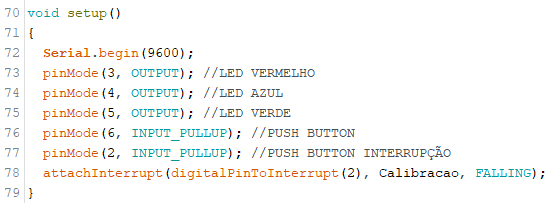 70 void setup()
71 {
72   Serial.begin(9600);
73   pinMode(3, OUTPUT); //LED VERMELHO
74   pinMode(4, OUTPUT); //LED AZUL
75   pinMode(5, OUTPUT); //LED VERDE
76   pinMode(6, INPUT_PULLUP); //PUSH BUTTON
77   pinMode(2, INPUT_PULLUP); //PUSH BUTTON INTERRUPÇÃO
78   attachInterrupt(digitalPinToInterrupt(2), Calibracao, FALLING);
79 }